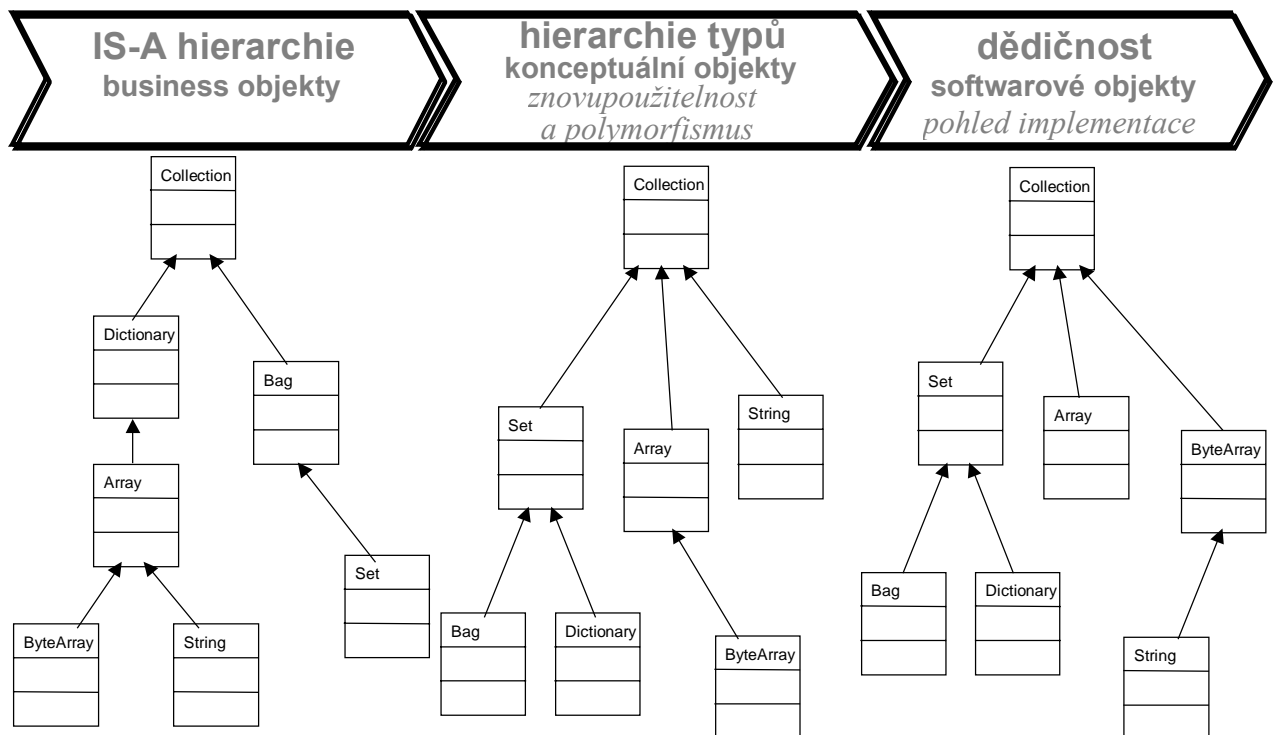 IS-A hierarchie
business objekty
hierarchie typů
konceptuální objekty
znovupoužitelnost
a polymorfismus
dědičnost
softwarové objekty
pohled implementace
Collection
Dictionary
Bag
Array
Set
ByteArray
String
Collection
Set
Array
String
Bag
Dictionary
ByteArray
Collection
Set
Array
ByteArray
Bag
Dictionary
String